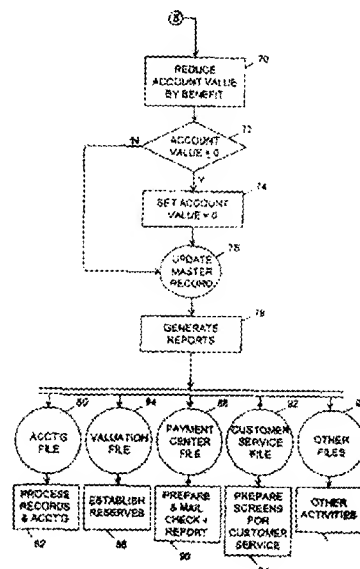 70
REDUCE
ACCOUNT VALUE
BY BENEFIT
72
N
ACCOUNT
VALUE < 0
Y
74
SET ACCOUNT
VALUE = 0
76
UPDATE
MASTER
RECORD
78
GENERATE
REPORTS
80
84
88
92
ACCTG
FILE
VALUATION
FILE
PAYMENT
CENTER
FILE
CUSTOMER
SERVICE
FILE
OTHER
FILES
PROCESS
RECORDS
& ACCT'G
ESTABLISH
RESERVES
PREPARE
& MAIL
CHECK +
REPORT
PREPARE
SCREENS FOR
CUSTOMER
SERVICE
OTHER
ACTIVITIES
82
86
90